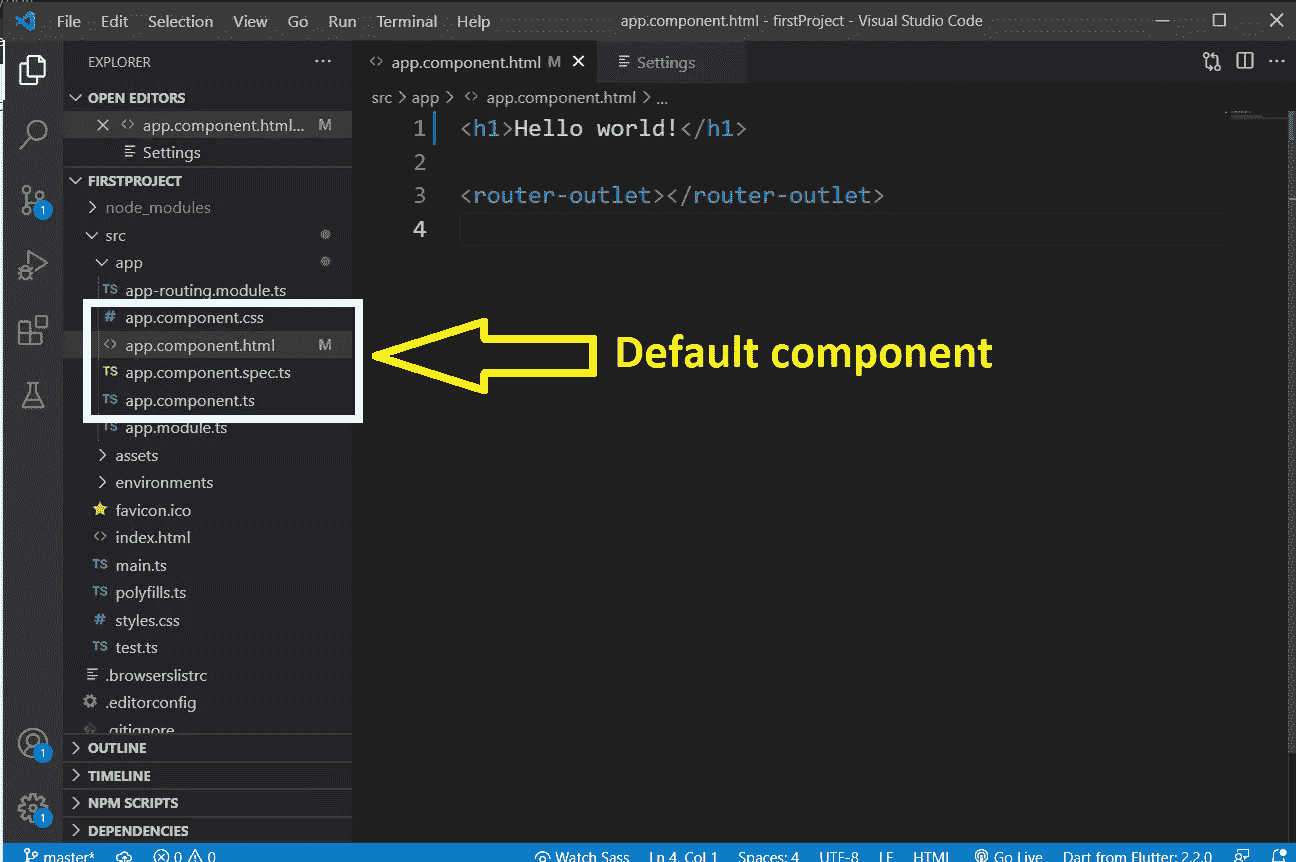 File Edit Selection View Go Run Terminal Help app.component.html - firstProject - Visual Studio Code
EXPLORER
app.component.html M
Settings
OPEN EDITORS
app.component.html... M
Settings
FIRSTPROJECT
node_modules
src
app
TS app-routing.module.ts
# app.component.css
<> app.component.html M
TS app.component.spec.ts
TS app.component.ts
TS app.module.ts
assets
environments
favicon.ico
<> index.html
TS main.ts
TS polyfills.ts
# styles.css
TS test.ts
.browserslistrc
.editorconfig
.gitignore
OUTLINE
TIMELINE
NPM SCRIPTS
DEPENDENCIES
1
1
1
src > app > <> app.component.html > ...
1 <h1>Hello world!</h1>
2
3 <router-outlet></router-outlet>
4
Default component
master* 0 0 Watch Sass Ln 4, Col 1 Spaces: 4 UTF-8 LF HTML Go Live Dart from Flutter: 2.2.0